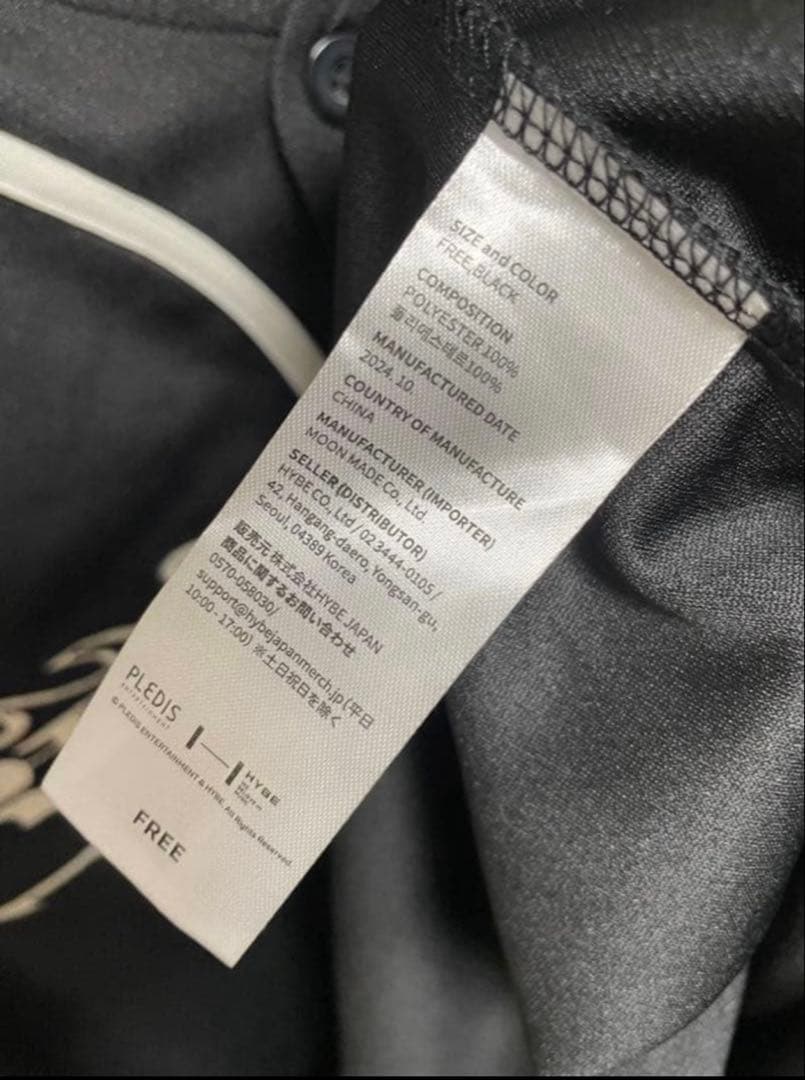 SIZE and COLOR
FREE, BLACK
COMPOSITION
POLYESTER 100%
폴리에스테르100%
MANUFACTURED DATE
2024. 10.
COUNTRY OF MANUFACTURE
CHINA
MANUFACTURER (IMPORTER)
MOON MADE Co., Ltd.
SELLER (DISTRIBUTOR)
HYBE CO., Ltd / 023444-0105 /
42, Hangang-daero, Yongsan-gu,
Seoul, 04389 Korea
販売元 株式会社HYBE JAPAN
商品に関するお問い合わせ
0570-058030/
support@hybejapanmerch.jp (平日
10:00 - 17:00) ※土日祝日を除く
PLEDIS
ENTERTAINMENT
HYBE
© PLEDIS ENTERTAINMENT & HYBE. All Rights Reserved.
FREE